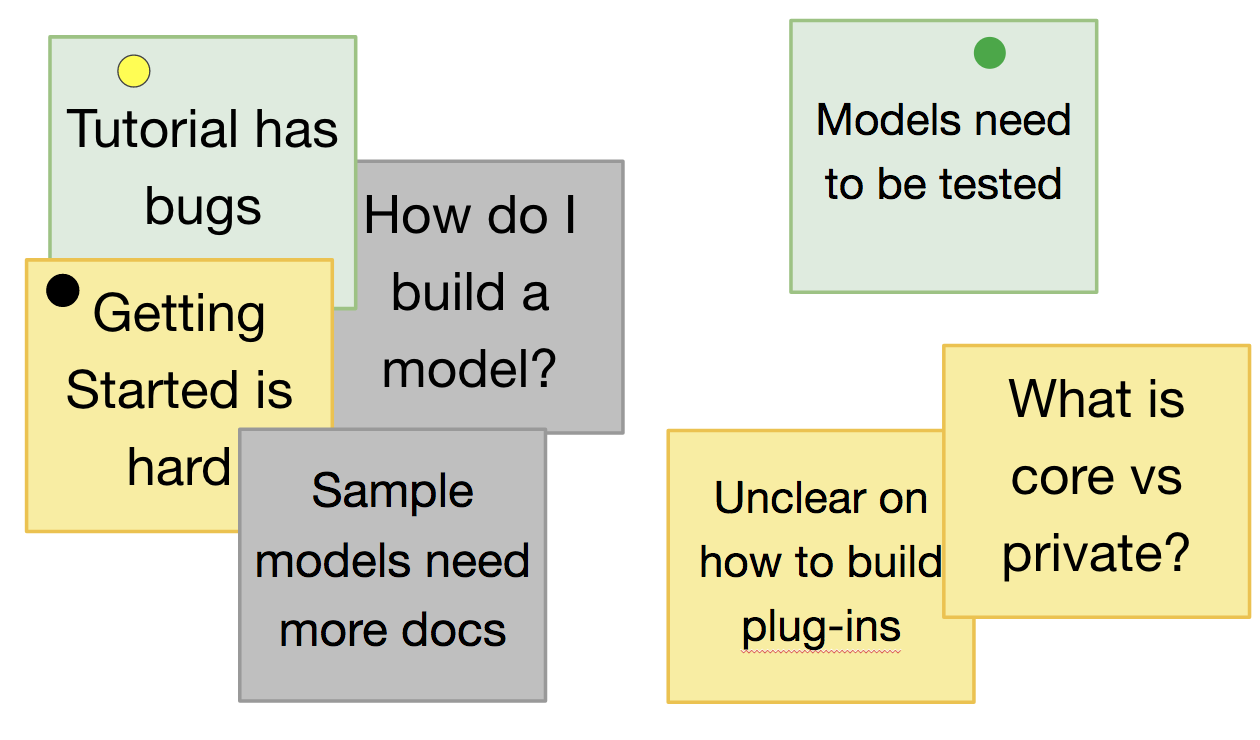 Tutorial has
bugs
How do I
build a
model?
Getting
Started is
hard
Sample
models need
more docs
Models need
to be tested
Unclear on
how to build
plug-ins
What is
core vs
private?